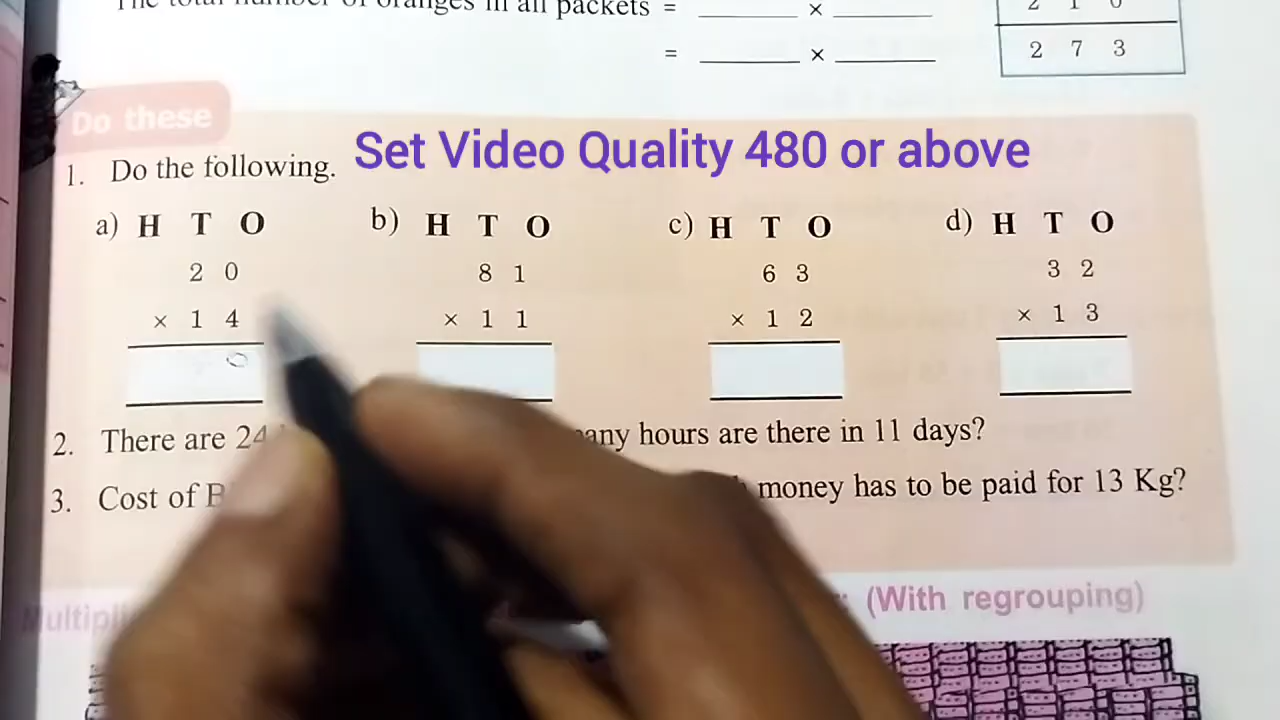 The total number of oranges in all packets = ________ × ________
= ________ × ________
2 1 0
2 7 3
Do these
Set Video Quality 480 or above
1. Do the following.
a) H T O b) H T O c) H T O d) H T O
2 0 8 1 6 3 3 2
× 1 4 × 1 1 × 1 2 × 1 3
0
2. There are 24 any hours are there in 11 days?
3. Cost of money has to be paid for 13 Kg?
(With regrouping)